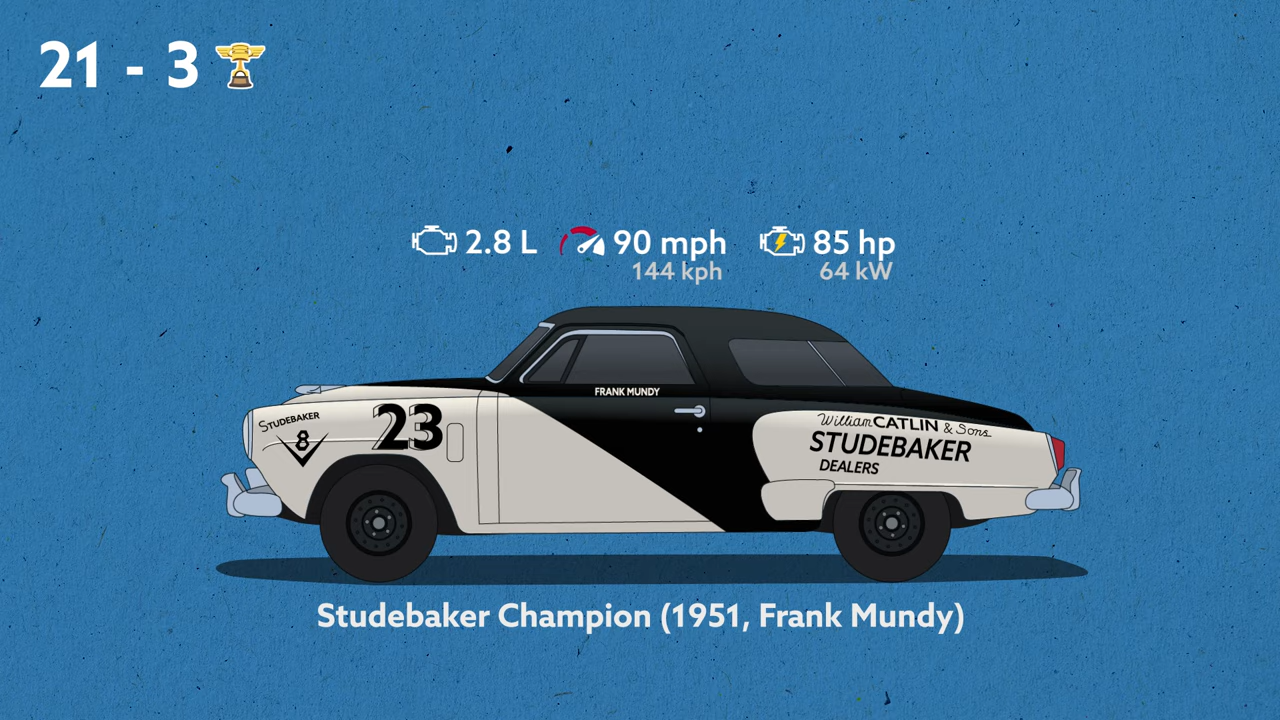 21 - 3
2.8 L 90 mph 85 hp
144 kph 64 kW
FRANK MUNDY
STUDEBAKER
8
23
William CATLIN & Sons
STUDEBAKER
DEALERS
Studebaker Champion (1951, Frank Mundy)